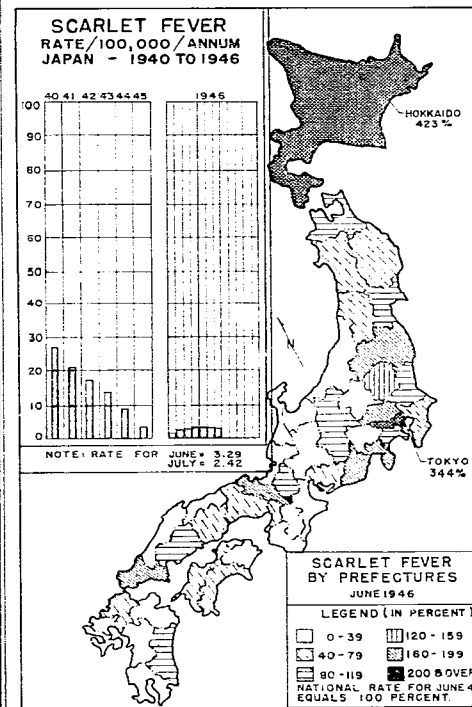 SCARLET FEVER
RATE/100,000/ANNUM
JAPAN - 1940 TO 1946
40 41 42 43 44 45
1946
100
90
80
70
60
50
40
30
20
10
0
NOTE: RATE FOR JUNE = 3.29
JULY = 2.42
HOKKAIDO
423 %
N
TOKYO
344%
SCARLET FEVER
BY PREFECTURES
JUNE 1946
LEGEND (IN PERCENT)
0-39
120-159
40-79
160-199
80-119
200 & OVER
NATIONAL RATE FOR JUNE 4
EQUALS 100 PERCENT.